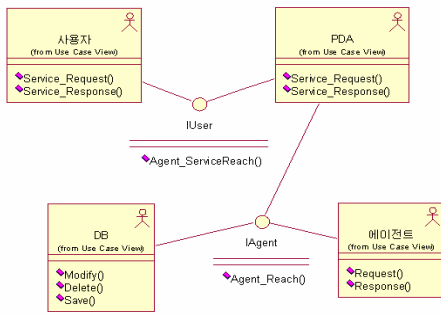 사용자
(from Use Case View)
Service_Request()
Service_Response()
PDA
(from Use Case View)
Serivce_Request()
Service_Response()
IUser
Agent_ServiceReach()
DB
(from Use Case View)
Modify()
Delete()
Save()
IAgent
Agent_Reach()
에이전트
(from Use Case View)
Request()
Response()